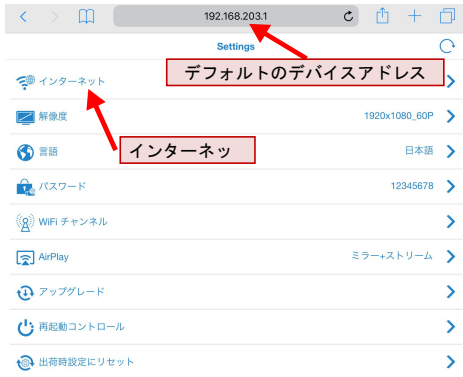 192.168.203.1
Settings
デフォルトのデバイスアドレス
インターネット
解像度 1920x1080_60P
インターネッ
言語 日本語
パスワード 12345678
WiFi チャンネル
AirPlay ミラー+ストリーム
アップグレード
再起動コントロール
出荷時設定にリセット